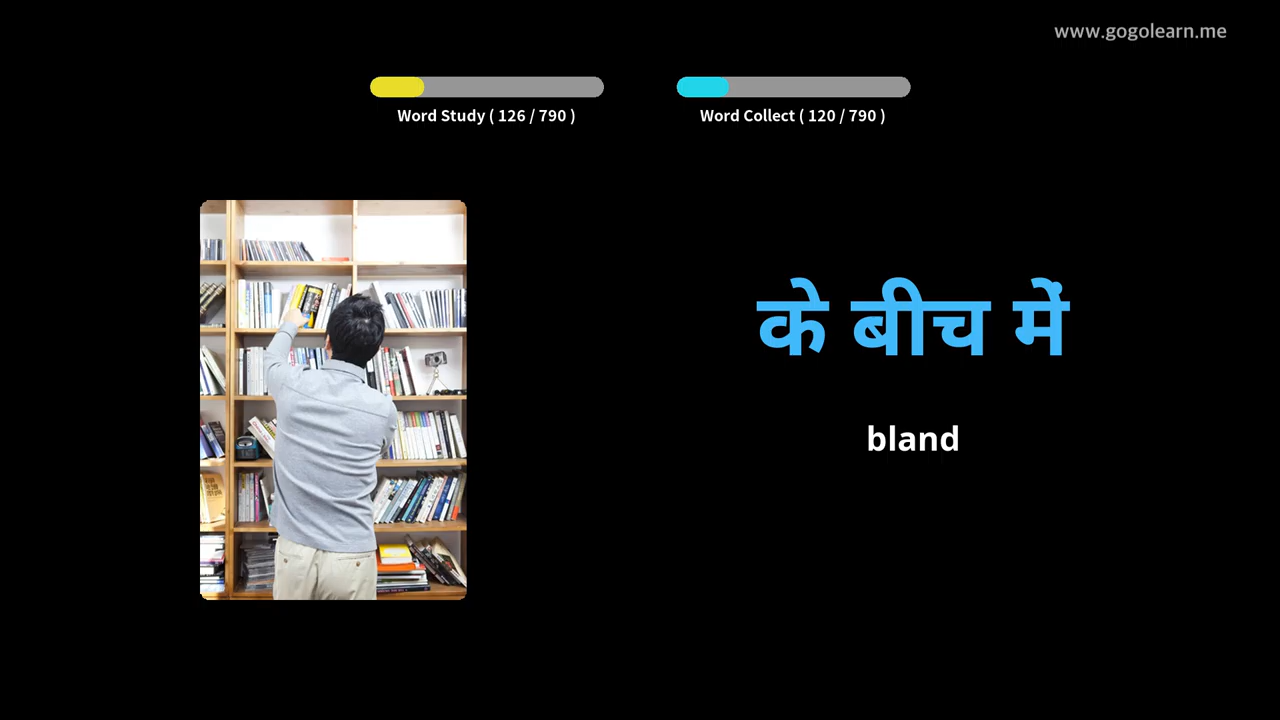 www.gogolearn.me
Word Study ( 126 / 790 )
Word Collect ( 120 / 790 )
के बीच में
bland